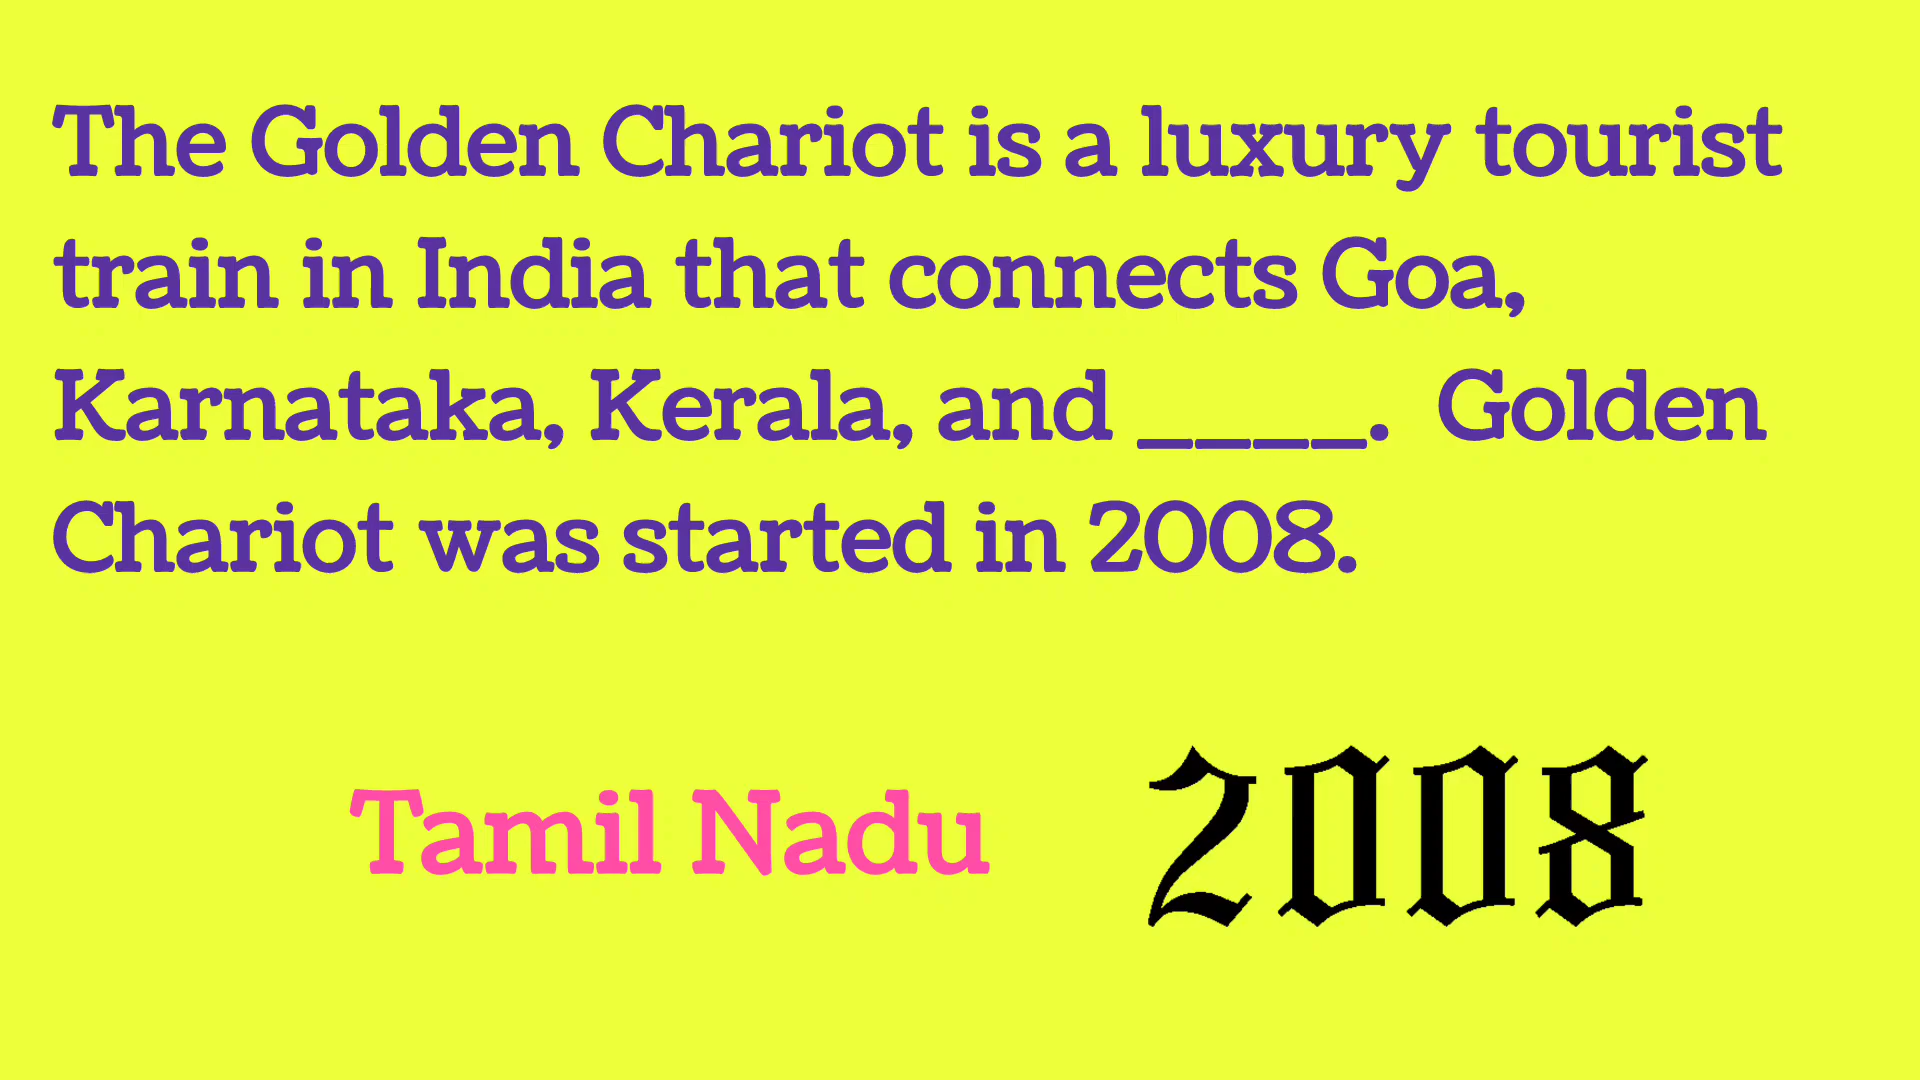 The Golden Chariot is a luxury tourist
train in India that connects Goa,
Karnataka, Kerala, and ____.  Golden
Chariot was started in 2008.
Tamil Nadu
2008